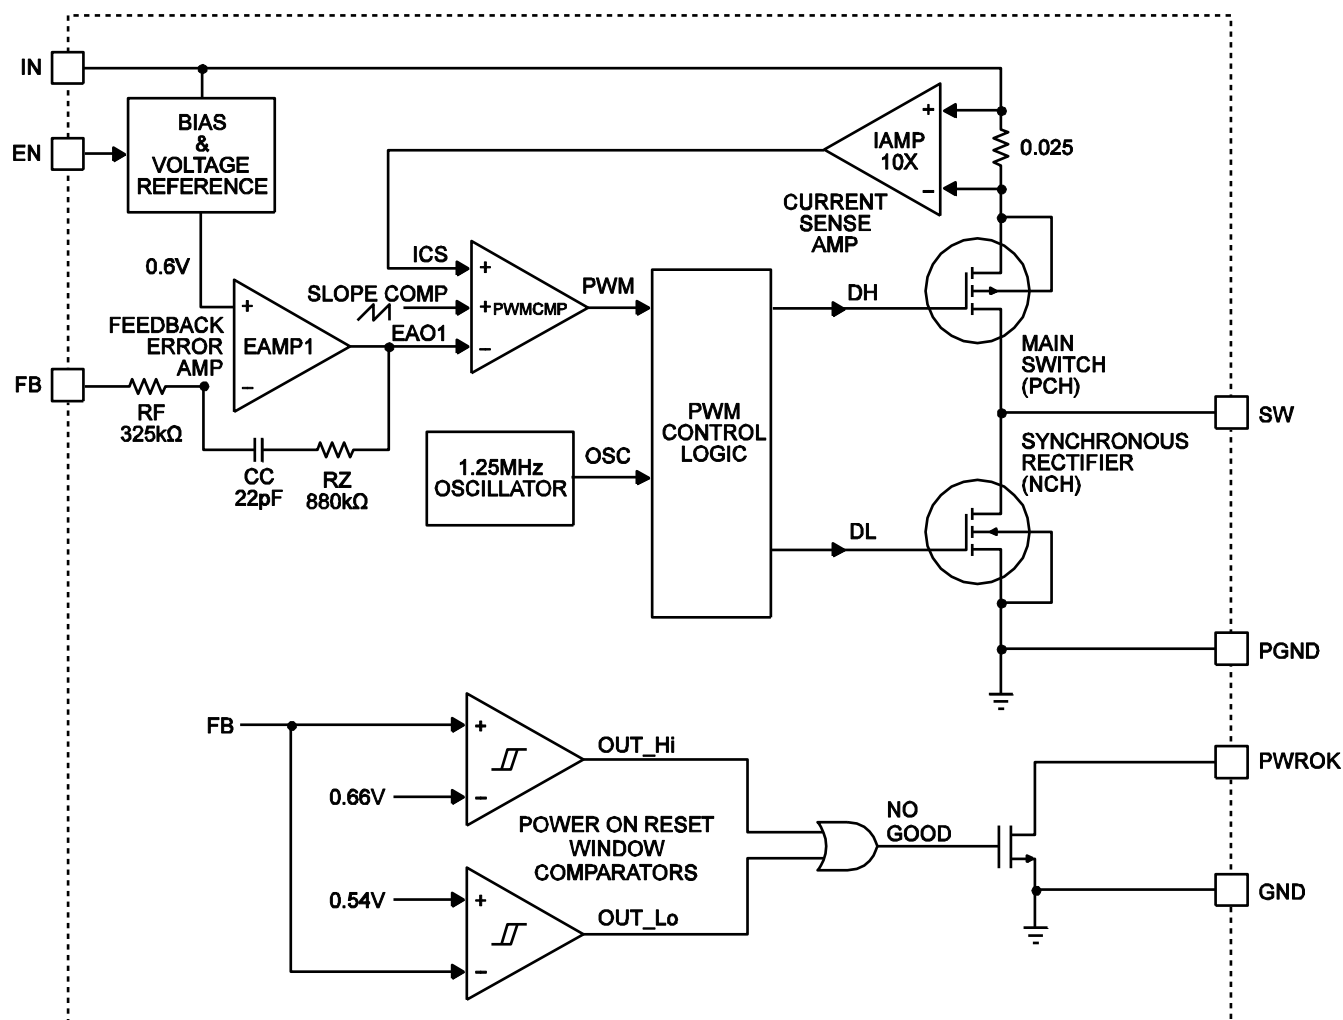 IN
BIAS
&
VOLTAGE
REFERENCE
EN
+
IAMP
10X
–
0.025
CURRENT
SENSE
AMP
0.6V
ICS
+
SLOPE COMP
+ PWMCMP
EAO1
–
PWM
DH
FEEDBACK
ERROR
AMP
+
EAMP1
–
MAIN
SWITCH
(PCH)
FB
RF
325kΩ
CC
22pF
RZ
880kΩ
1.25MHz
OSCILLATOR
OSC
PWM
CONTROL
LOGIC
SW
SYNCHRONOUS
RECTIFIER
(NCH)
DL
PGND
FB
+
OUT_Hi
0.66V
–
POWER ON RESET
WINDOW
COMPARATORS
NO
GOOD
PWROK
0.54V
+
OUT_Lo
–
GND